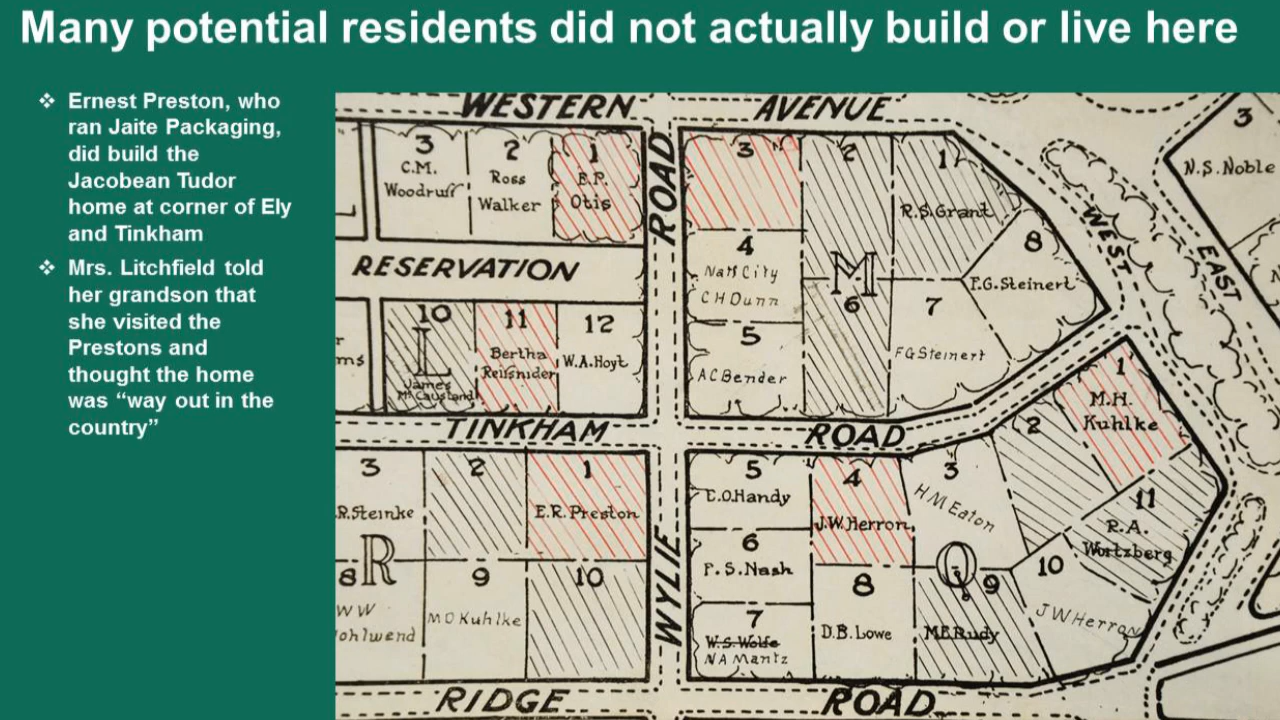 Many potential residents did not actually build or live here
❖ Ernest Preston, who
ran Jaite Packaging,
did build the
Jacobean Tudor
home at corner of Ely
and Tinkham
❖ Mrs. Litchfield told
her grandson that
she visited the
Prestons and
thought the home
was “way out in the
country”
WESTERN AVENUE
3
C.M.
Woodruff
2
Ross
Walker
1
E.P.
Otis
ROAD
3
2
1
R.S.Grant
8
F.G.Steinert
4
Natl City
C H Dunn
M
6
7
F G Steinert
5
A C Bender
WEST
EAST
3
N.S. Noble
RESERVATION
ms
10
L
James
11
Bertha
Reifsnider
12
W.A.Hoyt
TINKHAM ROAD
3
R.Steinke
2
1
E.R. Preston
R
8
W W
ohlwend
9
M O Kuhlke
10
WYLIE
5
E.O.Handy
4
J.W.Herron
3
H M Eaton
2
1
M.H.
Kuhlke
6
F.S.Nash
7
W.S.Wolfe
N A Mantz
8
D.B.Lowe
Q
9
M.E.Rudy
10
J W Herron
11
R.A.
Wurtzberg
RIDGE ROAD